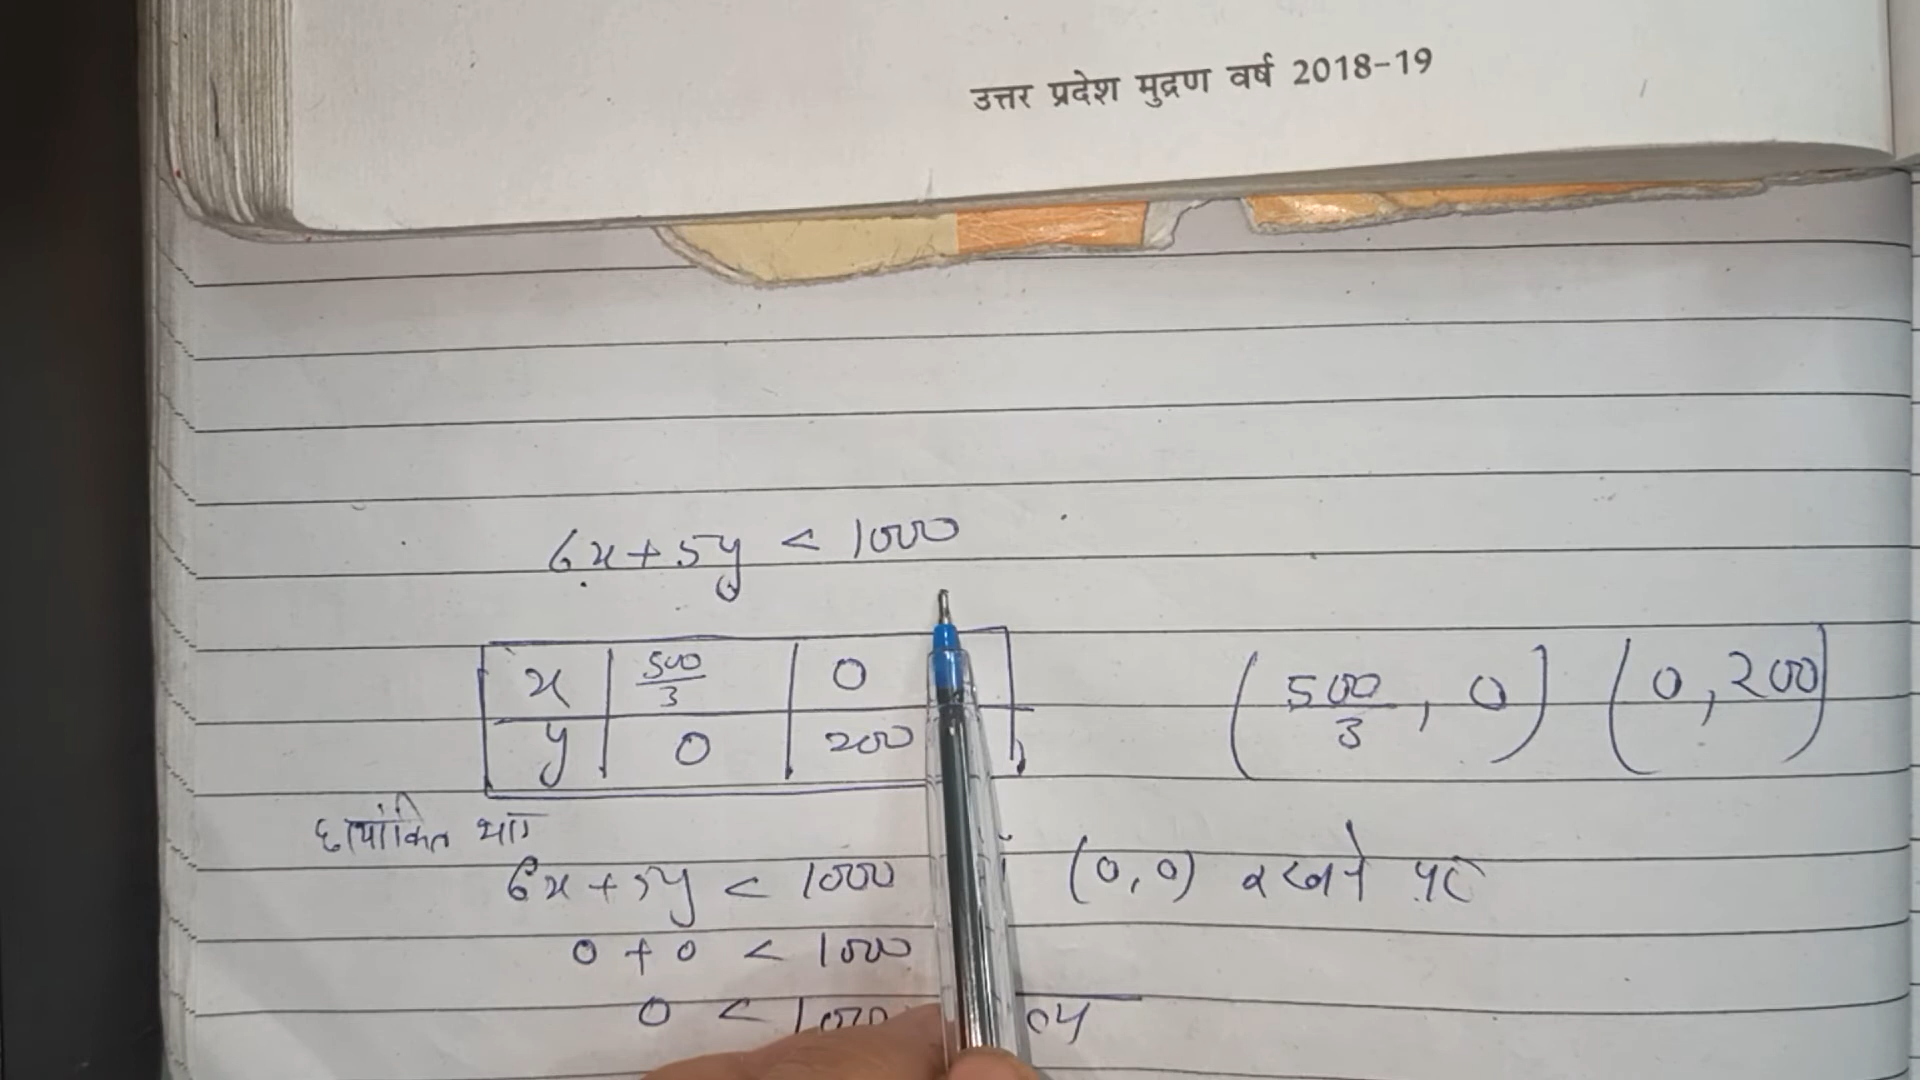 उत्तर प्रदेश मुद्रण वर्ष 2018-19
6x + 5y < 1000
x | 500/3 | 0
y | 0 | 200
(500/3, 0) (0, 200)
छायांकित भाग
6x + 5y < 1000 (0,0) रखने पर
0 + 0 < 1000
0 < 1000